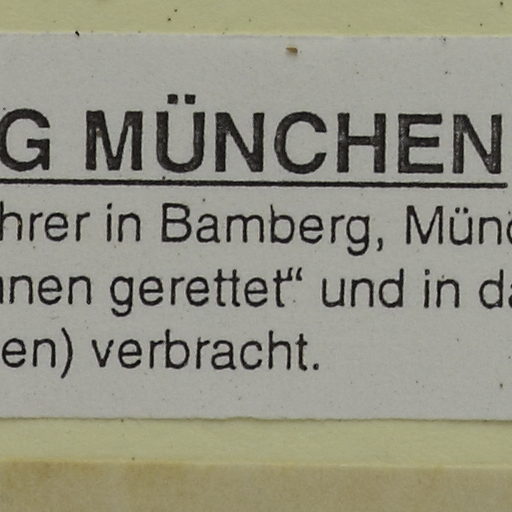 G MÜNCHEN
hrer in Bamberg, Münc
nnen gerettet“ und in da
en) verbracht.